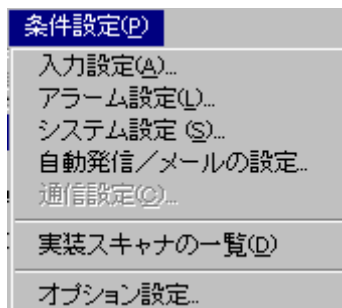 条件設定(P)
入力設定(A)...
アラーム設定(L)...
システム設定 (S)...
自動発信／メールの設定...
通信設定(C)...
実装スキャナの一覧(D)
オプション設定...